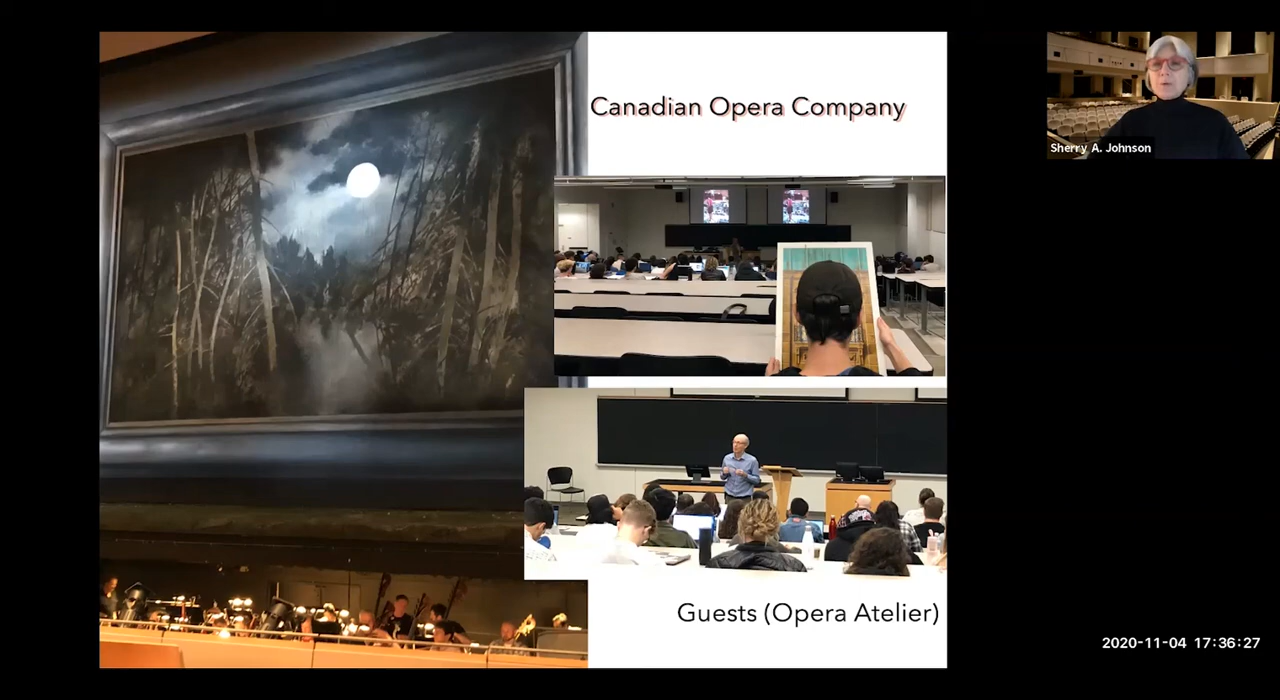 Canadian Opera Company
Sherry A. Johnson
Guests (Opera Atelier)
2020-11-04 17:36:27